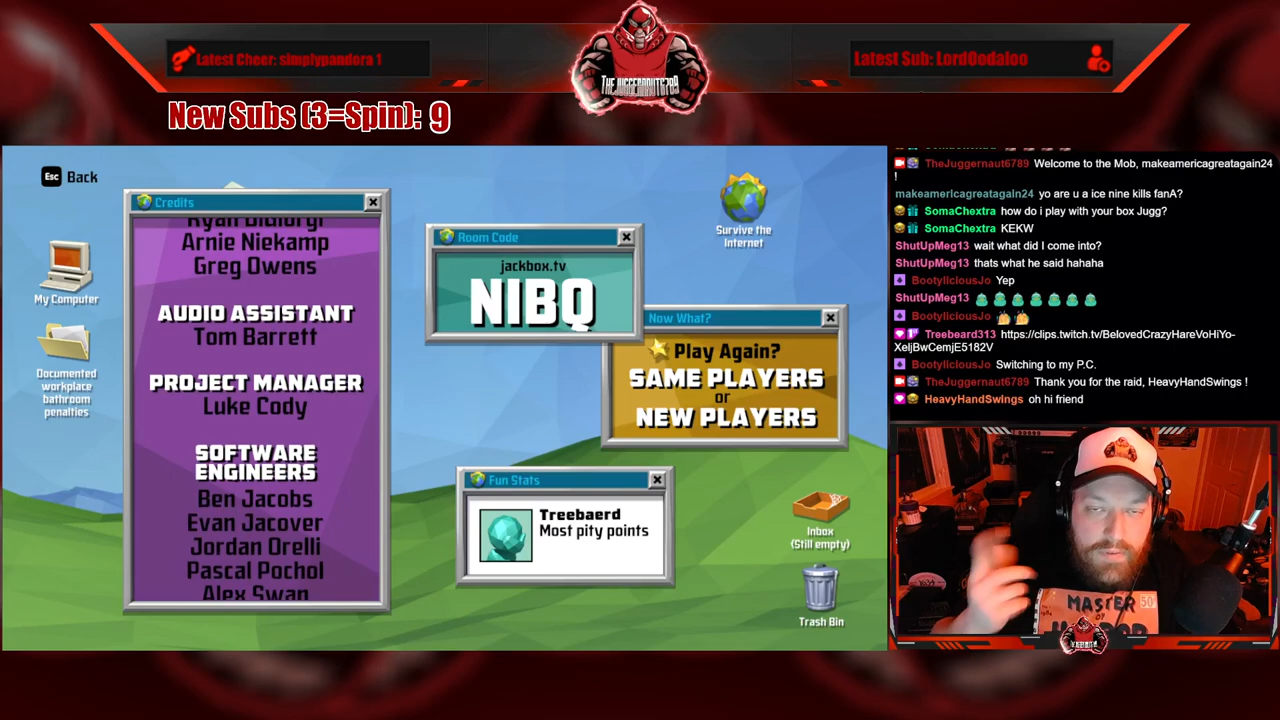 Latest Cheer: simplypandora 1
THEJUGGERNAUT6789
Latest Sub: LordOodaloo
New Subs (3=Spin): 9
Esc Back
Credits
Arnie Niekamp
Greg Owens
AUDIO ASSISTANT
Tom Barrett
PROJECT MANAGER
Luke Cody
SOFTWARE
ENGINEERS
Ben Jacobs
Evan Jacover
Jordan Orelli
Pascal Pochol
Alex Swan
My Computer
Documented
workplace
bathroom
penalties
Room Code
jackbox.tv
NIBQ
Survive the
Internet
Now What?
Play Again?
SAME PLAYERS
or
NEW PLAYERS
Fun Stats
Treebaerd
Most pity points
Inbox
(Still empty)
Trash Bin
TheJuggernaut6789 Welcome to the Mob, makeamericagreatagain24
!
makeamericagreatagain24 yo are u a ice nine kills fanA?
SomaChextra how do i play with your box Jugg?
SomaChextra KEKW
ShutUpMeg13 wait what did I come into?
ShutUpMeg13 thats what he said hahaha
BootyliciousJo Yep
ShutUpMeg13
BootyliciousJo
Treebeard313 https://clips.twitch.tv/BelovedCrazyHareVoHiYo-
XeljBwCemjE5182V
BootyliciousJo Switching to my P.C.
TheJuggernaut6789 Thank you for the raid, HeavyHandSwings !
HeavyHandSwings oh hi friend
MASTER
OF